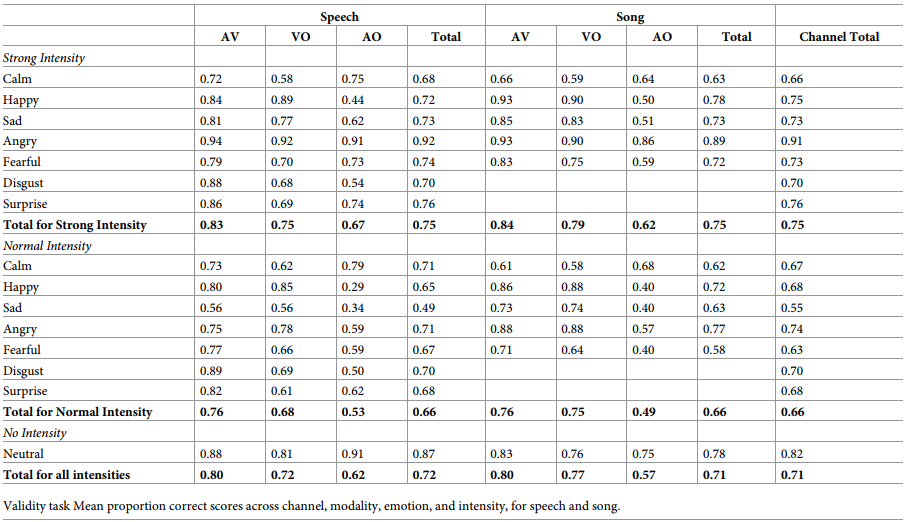 Speech Song
AV VO AO Total AV VO AO Total Channel Total
Strong Intensity
Calm 0.72 0.58 0.75 0.68 0.66 0.59 0.64 0.63 0.66
Happy 0.84 0.89 0.44 0.72 0.93 0.90 0.50 0.78 0.75
Sad 0.81 0.77 0.62 0.73 0.85 0.83 0.51 0.73 0.73
Angry 0.94 0.92 0.91 0.92 0.93 0.90 0.86 0.89 0.91
Fearful 0.79 0.70 0.73 0.74 0.83 0.75 0.59 0.72 0.73
Disgust 0.88 0.68 0.54 0.70 0.70
Surprise 0.86 0.69 0.74 0.76 0.76
Total for Strong Intensity 0.83 0.75 0.67 0.75 0.84 0.79 0.62 0.75 0.75
Normal Intensity
Calm 0.73 0.62 0.79 0.71 0.61 0.58 0.68 0.62 0.67
Happy 0.80 0.85 0.29 0.65 0.86 0.88 0.40 0.72 0.68
Sad 0.56 0.56 0.34 0.49 0.73 0.74 0.40 0.63 0.55
Angry 0.75 0.78 0.59 0.71 0.88 0.88 0.57 0.77 0.74
Fearful 0.77 0.66 0.59 0.67 0.71 0.64 0.40 0.58 0.63
Disgust 0.89 0.69 0.50 0.70 0.70
Surprise 0.82 0.61 0.62 0.68 0.68
Total for Normal Intensity 0.76 0.68 0.53 0.66 0.76 0.75 0.49 0.66 0.66
No Intensity
Neutral 0.88 0.81 0.91 0.87 0.83 0.76 0.75 0.78 0.82
Total for all intensities 0.80 0.72 0.62 0.72 0.80 0.77 0.57 0.71 0.71
Validity task Mean proportion correct scores across channel, modality, emotion, and intensity, for speech and song.